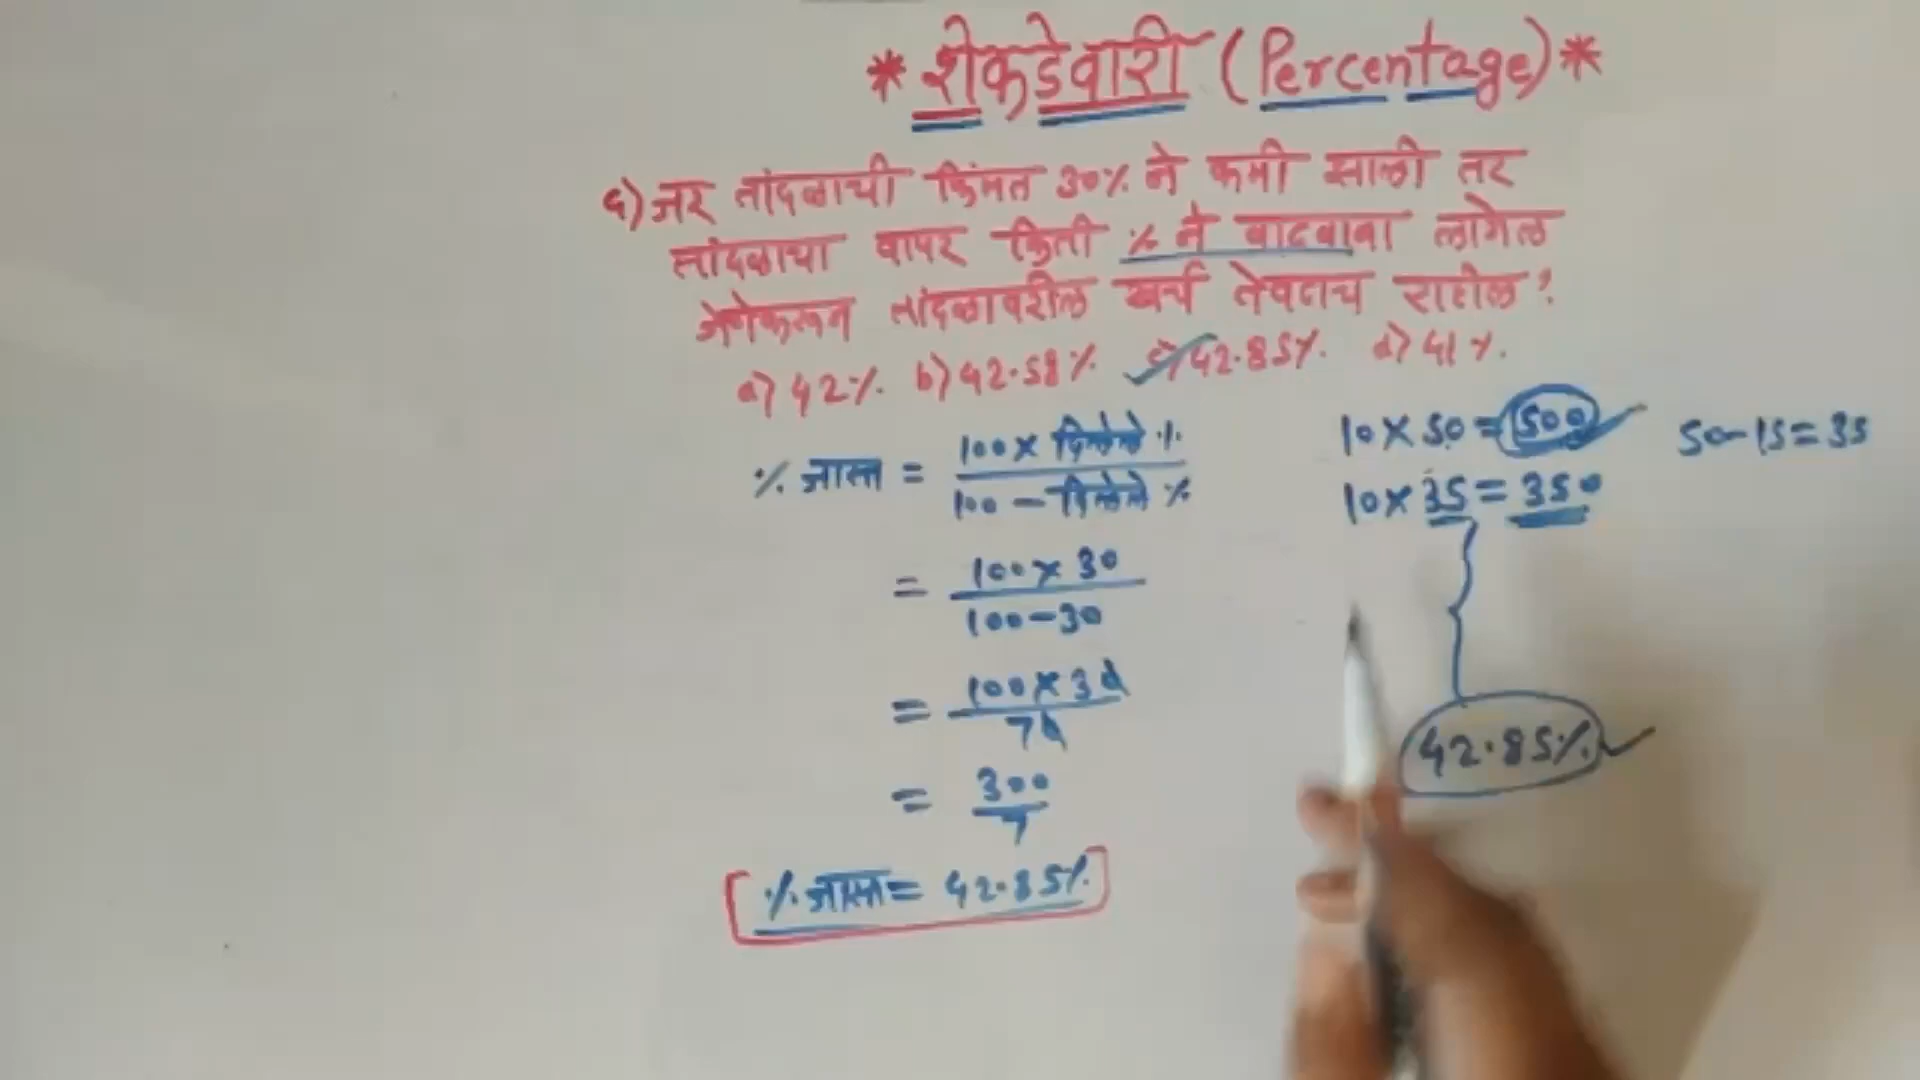 * शेकडेवारी (Percentage) *
५) जर तांदळाची किंमत 30% ने कमी झाली तर
तांदळाचा वापर किती % ने वाढवावा लागेल
जेणेकरून तांदळावरील खर्च तेवढाच राहील ?
a) 42% b) 42.58% c) 42.85% d) 41%
% जास्त = 100 × दिलेले % / 100 - दिलेले %
= 100 × 30 / 100 - 30
= 100 × 30 / 70
= 300 / 7
% जास्त = 42.85%
10 × 50 = 500
50 - 15 = 35
10 × 35 = 350
42.85%